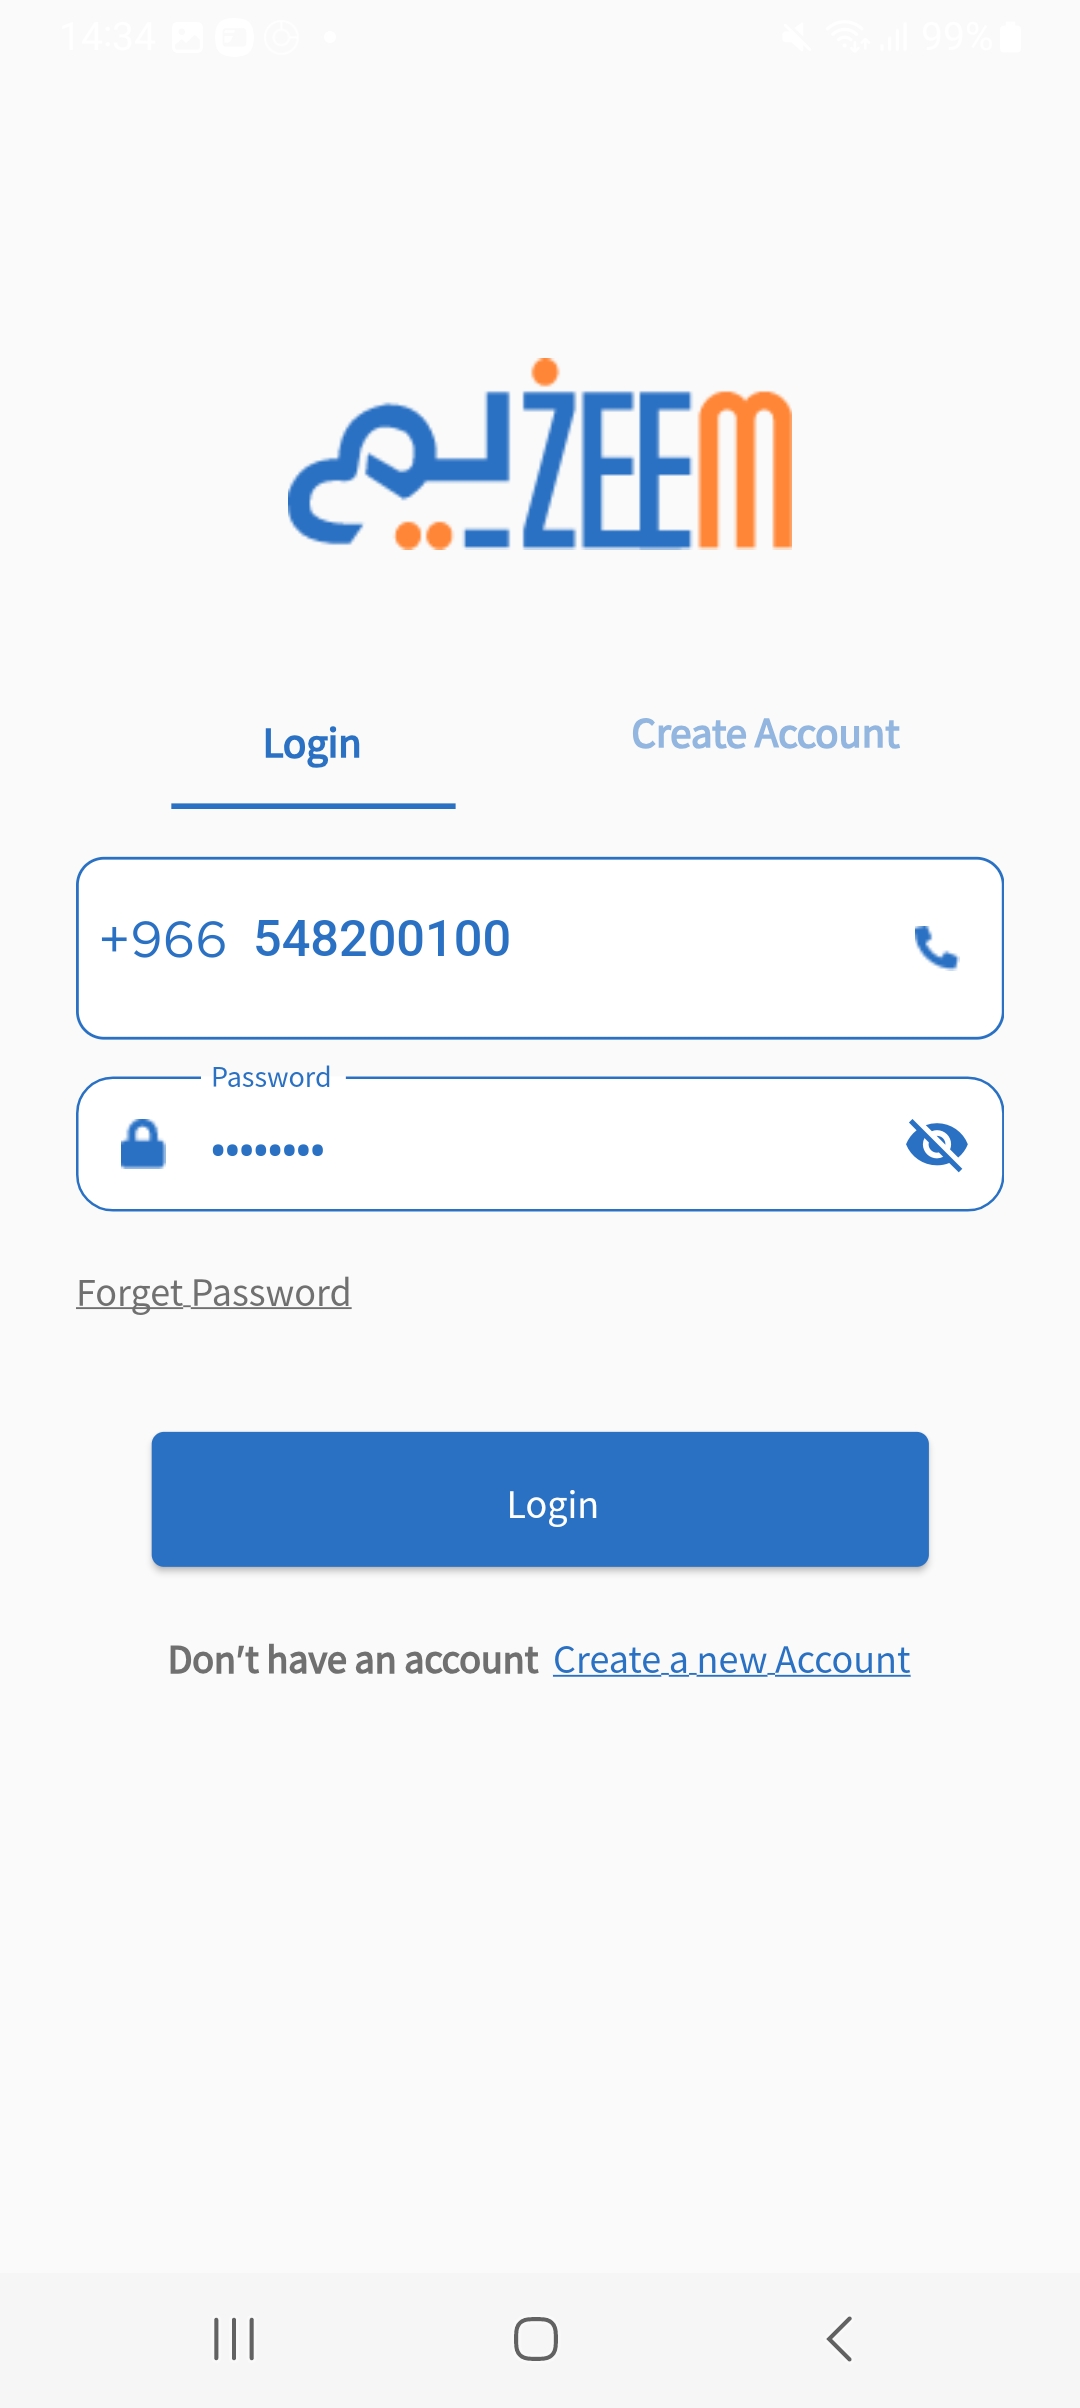 14:34 99%
زيم ZEEM
Login Create Account
+966 548200100
Password
••••••••
Forget Password
Login
Don't have an account Create a new Account